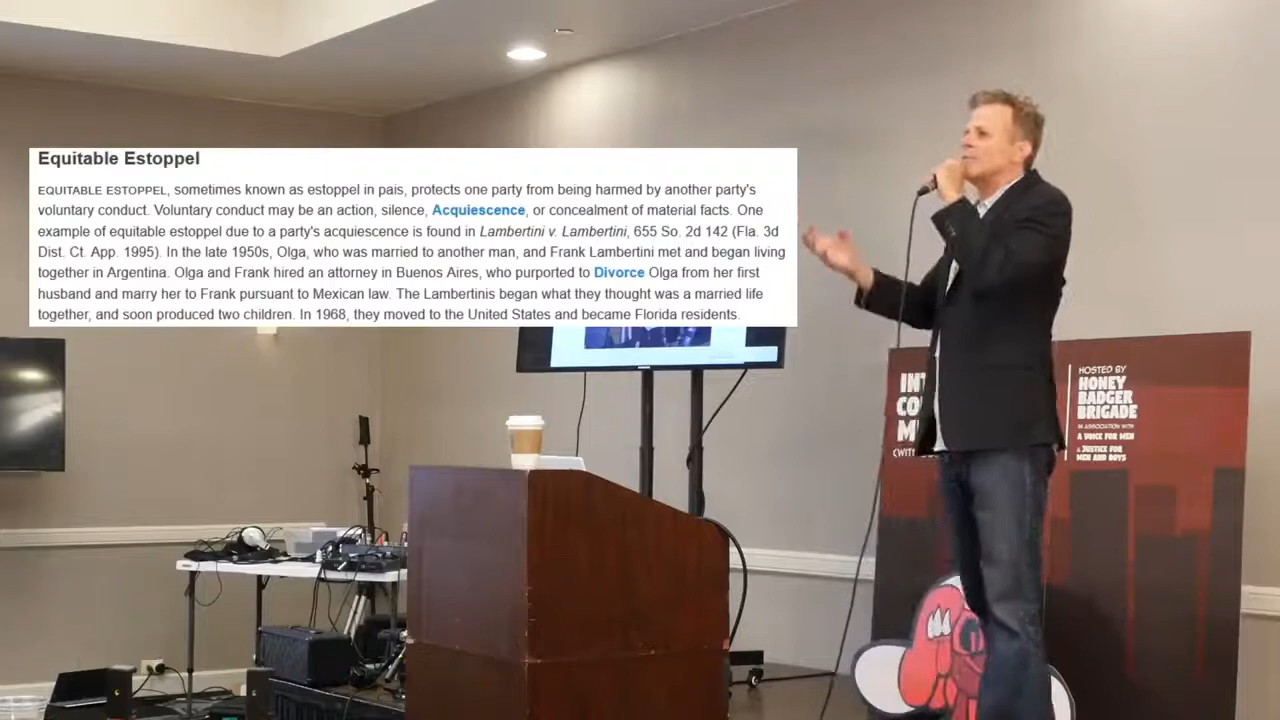 Equitable Estoppel
EQUITABLE ESTOPPEL, sometimes known as estoppel in pais, protects one party from being harmed by another party's
voluntary conduct. Voluntary conduct may be an action, silence, Acquiescence, or concealment of material facts. One
example of equitable estoppel due to a party's acquiescence is found in Lambertini v. Lambertini, 655 So. 2d 142 (Fla. 3d
Dist. Ct. App. 1995). In the late 1950s, Olga, who was married to another man, and Frank Lambertini met and began living
together in Argentina. Olga and Frank hired an attorney in Buenos Aires, who purported to Divorce Olga from her first
husband and marry her to Frank pursuant to Mexican law. The Lambertinis began what they thought was a married life
together, and soon produced two children. In 1968, they moved to the United States and became Florida residents.
HOSTED BY
HONEY
BADGER
BRIGADE
IN ASSOCIATION WITH
A VOICE FOR MEN
& JUSTICE FOR
MEN AND BOYS